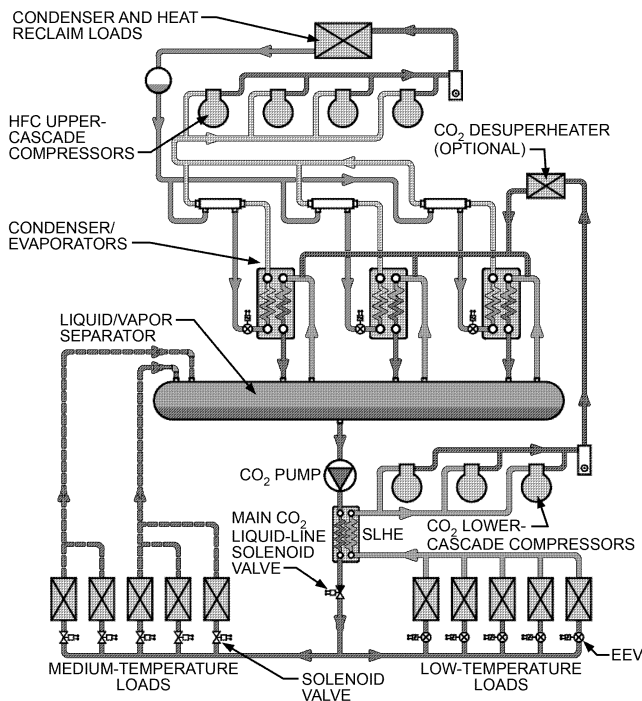 CONDENSER AND HEAT
RECLAIM LOADS
HFC UPPER-
CASCADE
COMPRESSORS
CO2 DESUPERHEATER
(OPTIONAL)
CONDENSER/
EVAPORATORS
LIQUID/VAPOR
SEPARATOR
CO2 PUMP
MAIN CO2
LIQUID-LINE
SOLENOID
VALVE
SLHE
CO2 LOWER-
CASCADE COMPRESSORS
MEDIUM-TEMPERATURE
LOADS
SOLENOID
VALVE
LOW-TEMPERATURE
LOADS
EEV